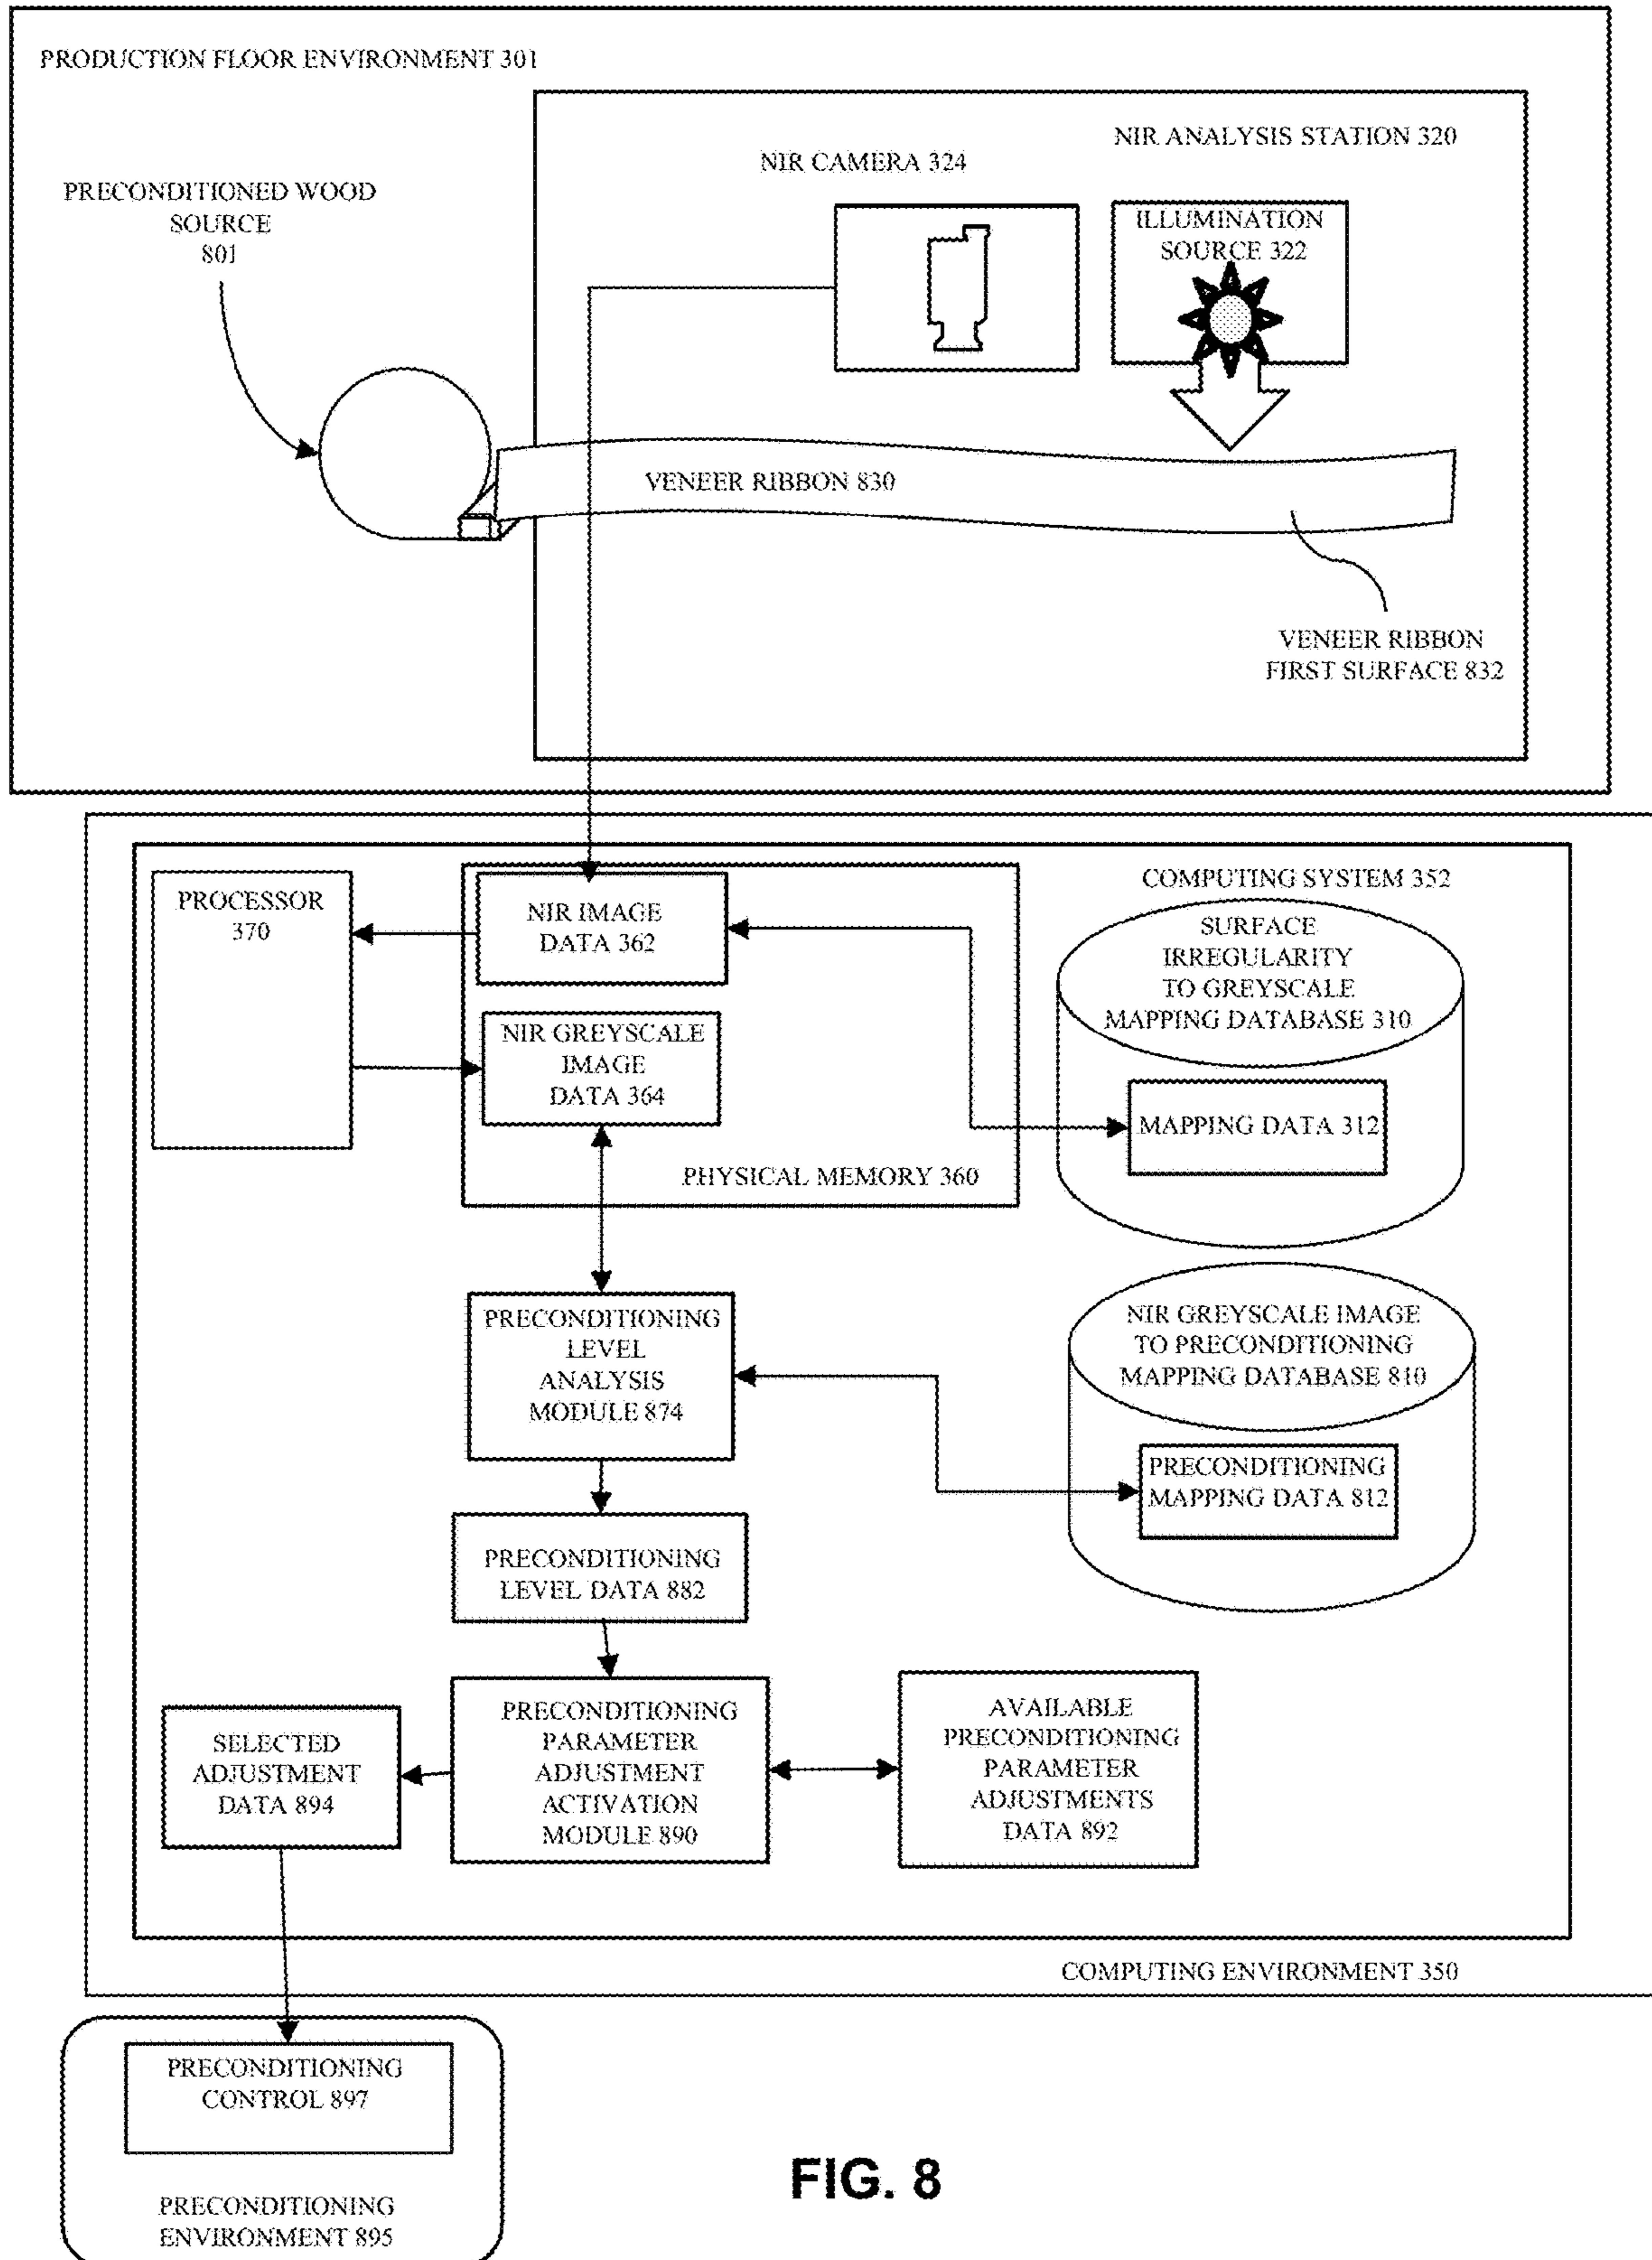 PRODUCTION FLOOR ENVIRONMENT 301
NIR ANALYSIS STATION 320
NIR CAMERA 324
PRECONDITIONED WOOD
SOURCE
801
ILLUMINATION
SOURCE 322
VENEER RIBBON 830
VENEER RIBBON
FIRST SURFACE 832
COMPUTING SYSTEM 352
PROCESSOR
370
NIR IMAGE
DATA 362
SURFACE
IRREGULARITY
TO GREYSCALE
MAPPING DATABASE 310
NIR GREYSCALE
IMAGE
DATA 364
MAPPING DATA 312
PHYSICAL MEMORY 360
PRECONDITIONING
LEVEL
ANALYSIS
MODULE 874
NIR GREYSCALE IMAGE
TO PRECONDITIONING
MAPPING DATABASE 810
PRECONDITIONING
MAPPING DATA 812
PRECONDITIONING
LEVEL DATA 882
SELECTED
ADJUSTMENT
DATA 894
PRECONDITIONING
PARAMETER
ADJUSTMENT
ACTIVATION
MODULE 890
AVAILABLE
PRECONDITIONING
PARAMETER
ADJUSTMENTS
DATA 892
COMPUTING ENVIRONMENT 350
PRECONDITIONING
CONTROL 897
PRECONDITIONING
ENVIRONMENT 895
FIG. 8